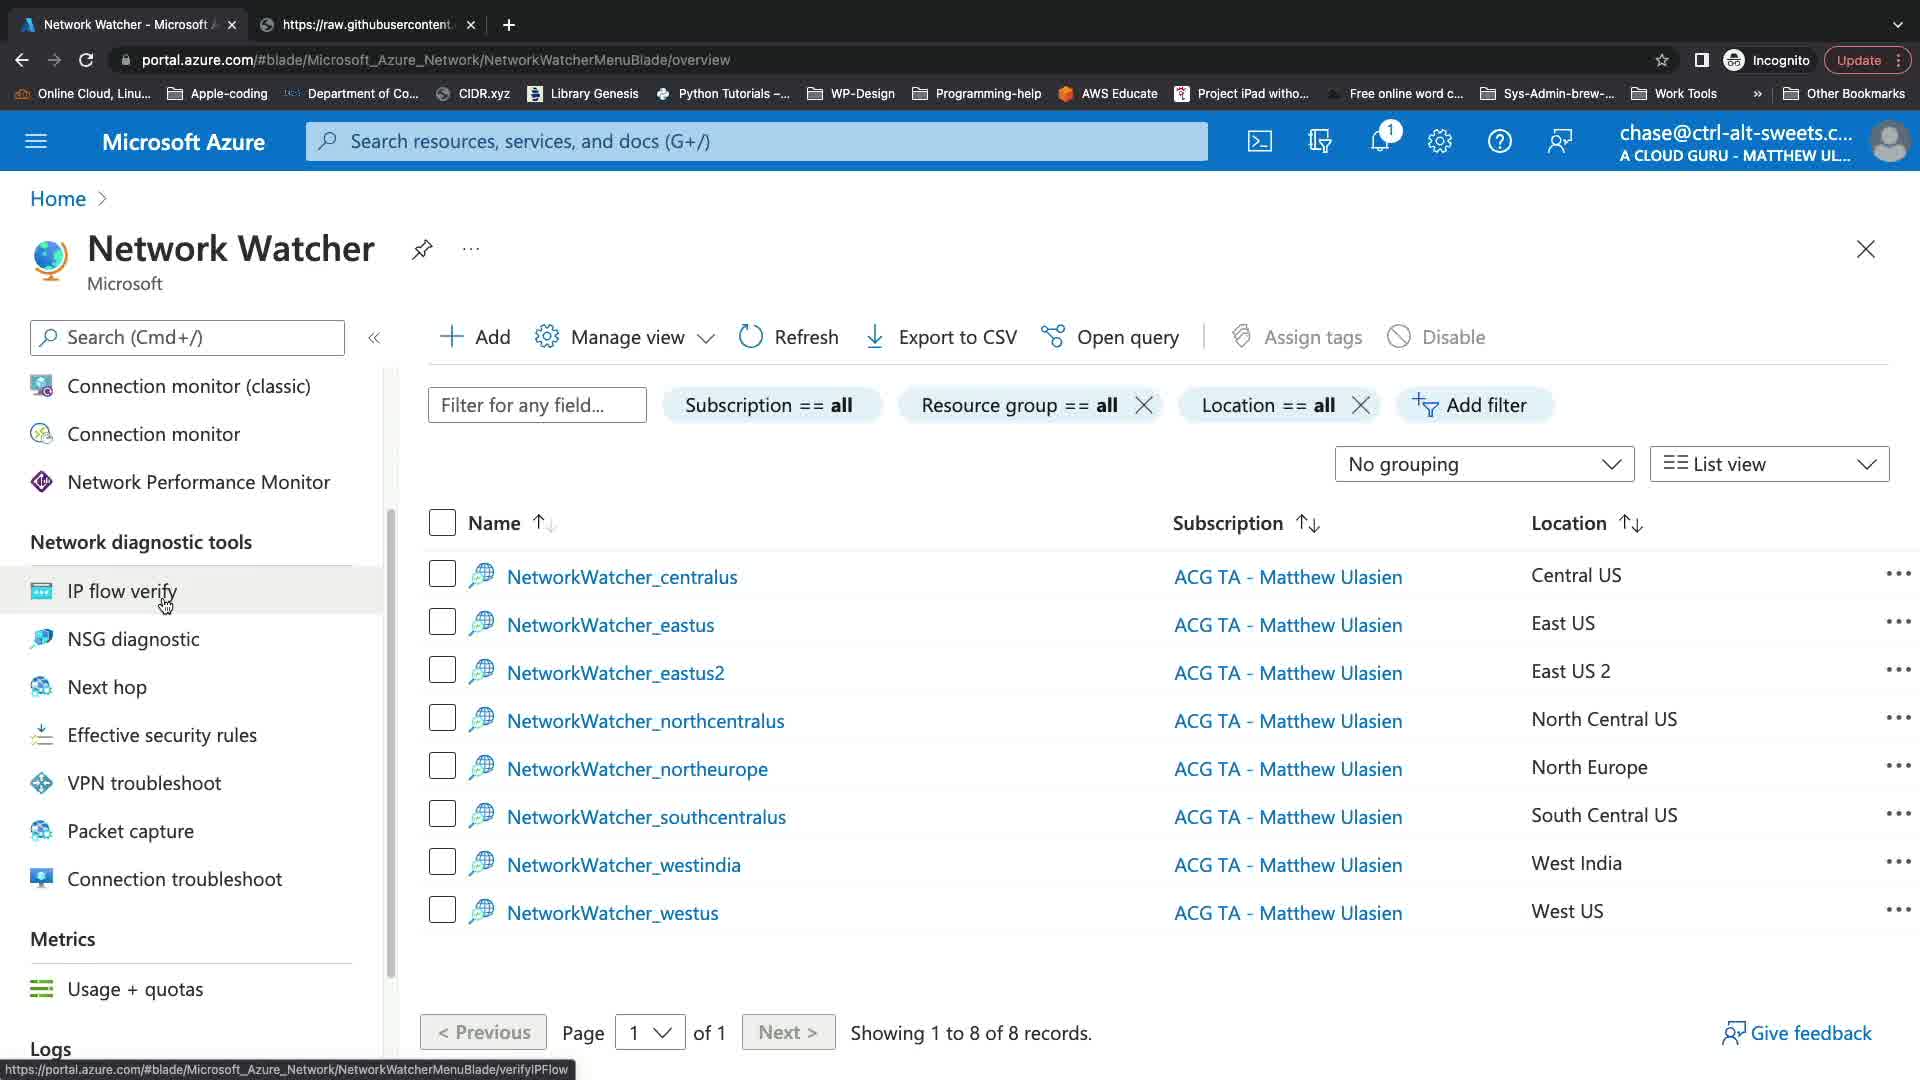 Network Watcher - Microsoft A
https://raw.githubusercontent.
portal.azure.com/#blade/Microsoft_Azure_Network/NetworkWatcherMenuBlade/overview
Incognito
Update
Online Cloud, Linu...
Apple-coding
Department of Co...
CIDR.xyz
Library Genesis
Python Tutorials –...
WP-Design
Programming-help
AWS Educate
Project iPad witho...
Free online word c...
Sys-Admin-brew-...
Work Tools
»
Other Bookmarks
Microsoft Azure
Search resources, services, and docs (G+/)
1
chase@ctrl-alt-sweets.c...
A CLOUD GURU - MATTHEW UL...
Home >
Network Watcher
...
Microsoft
Search (Cmd+/)
«
Add
Manage view
Refresh
Export to CSV
Open query
Assign tags
Disable
Connection monitor (classic)
Connection monitor
Network Performance Monitor
Network diagnostic tools
IP flow verify
NSG diagnostic
Next hop
Effective security rules
VPN troubleshoot
Packet capture
Connection troubleshoot
Metrics
Usage + quotas
Logs
Filter for any field...
Subscription == all
Resource group == all
Location == all
Add filter
No grouping
List view
Name
Subscription
Location
NetworkWatcher_centralus
ACG TA - Matthew Ulasien
Central US
NetworkWatcher_eastus
ACG TA - Matthew Ulasien
East US
NetworkWatcher_eastus2
ACG TA - Matthew Ulasien
East US 2
NetworkWatcher_northcentralus
ACG TA - Matthew Ulasien
North Central US
NetworkWatcher_northeurope
ACG TA - Matthew Ulasien
North Europe
NetworkWatcher_southcentralus
ACG TA - Matthew Ulasien
South Central US
NetworkWatcher_westindia
ACG TA - Matthew Ulasien
West India
NetworkWatcher_westus
ACG TA - Matthew Ulasien
West US
< Previous
Page
1
of 1
Next >
Showing 1 to 8 of 8 records.
Give feedback
https://portal.azure.com/#blade/Microsoft_Azure_Network/NetworkWatcherMenuBlade/verifyIPFlow